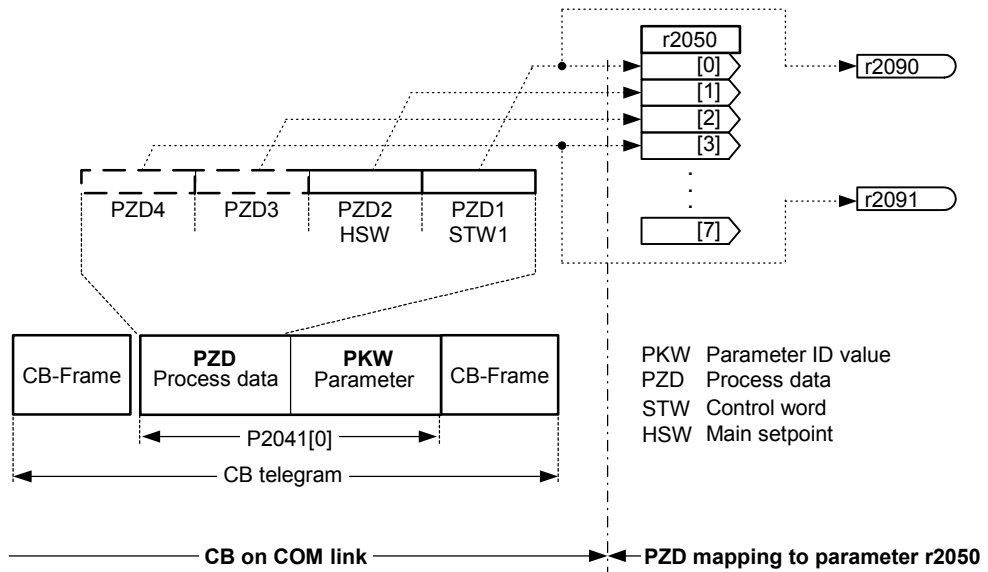 r2050
[0]
r2090
[1]
[2]
[3]
PZD4 PZD3 PZD2 PZD1
HSW STW1
r2091
[7]
CB-Frame
PZD
Process data
PKW
Parameter
CB-Frame
P2041[0]
CB telegram
PKW Parameter ID value
PZD Process data
STW Control word
HSW Main setpoint
CB on COM link
PZD mapping to parameter r2050